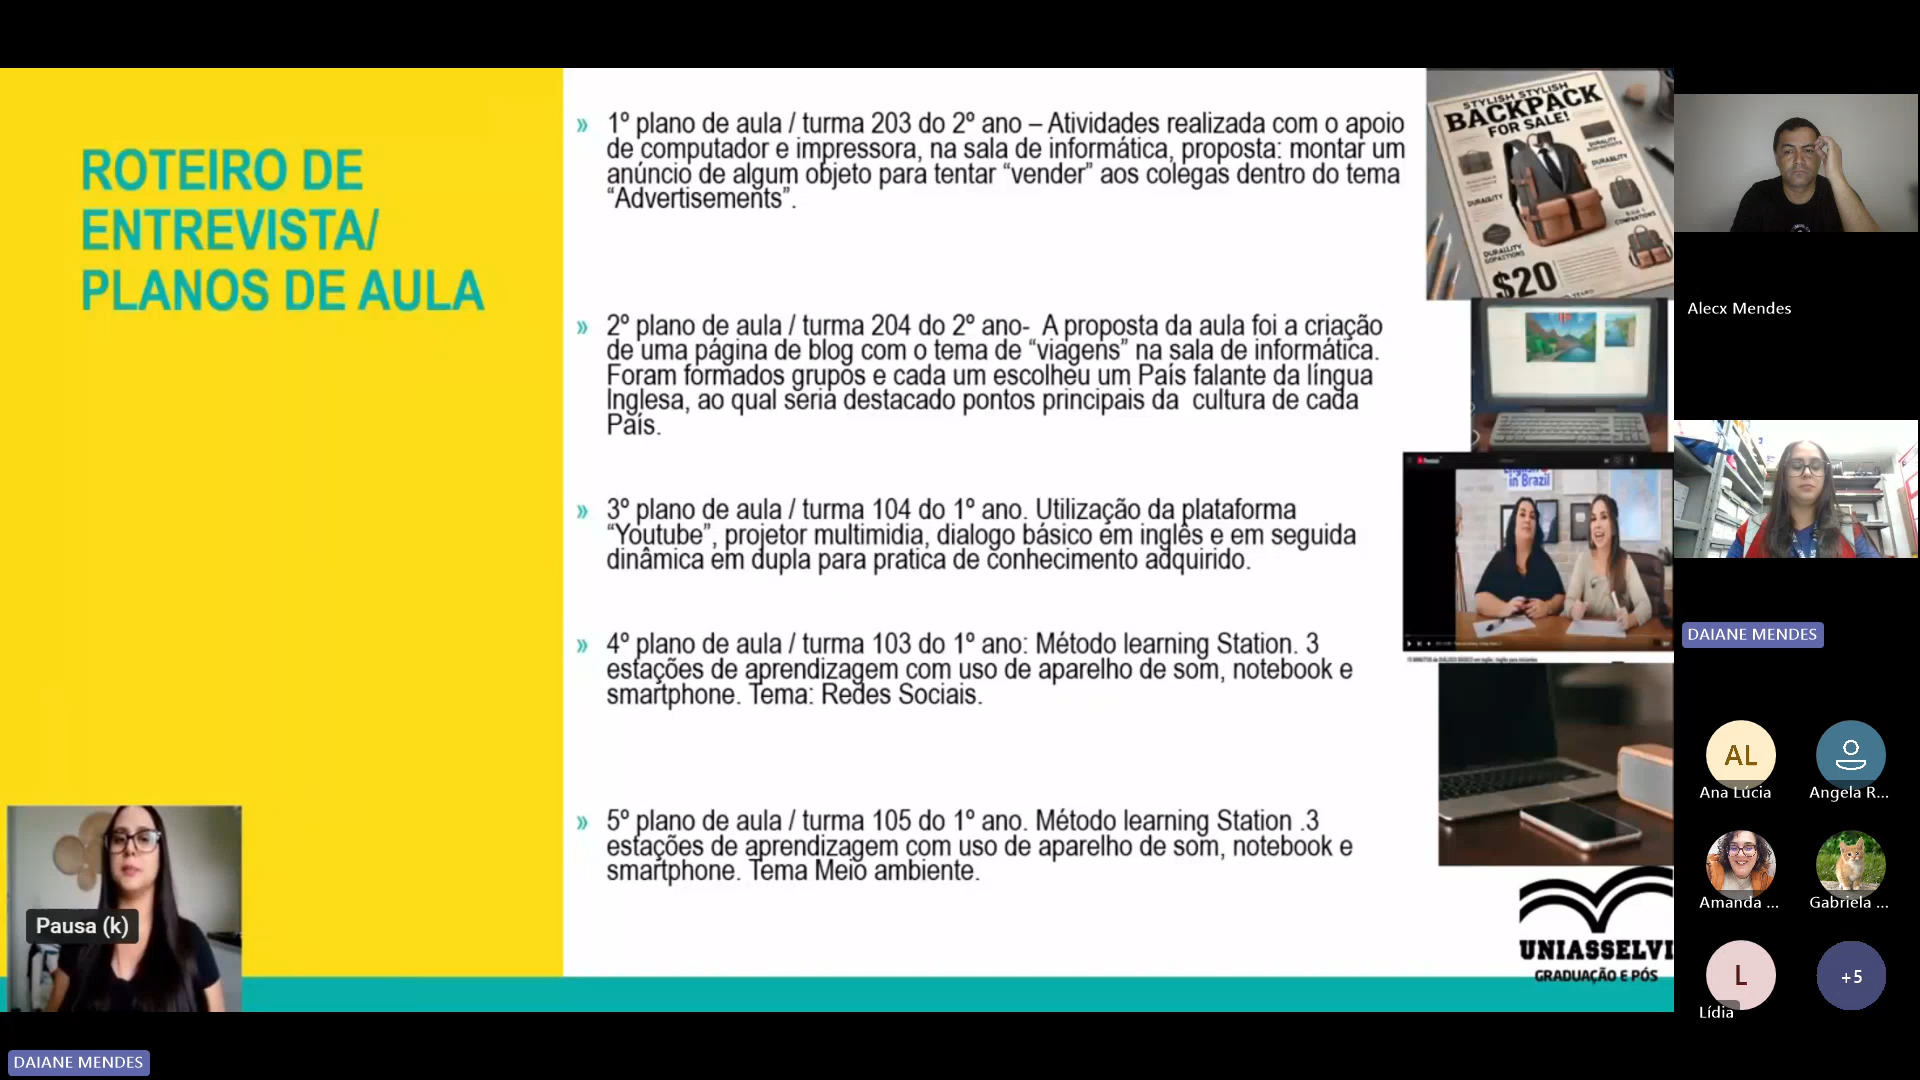 ROTEIRO DE
ENTREVISTA/
PLANOS DE AULA
» 1º plano de aula / turma 203 do 2º ano – Atividades realizada com o apoio
de computador e impressora, na sala de informática, proposta: montar um
anúncio de algum objeto para tentar “vender” aos colegas dentro do tema
“Advertisements”.
» 2º plano de aula / turma 204 do 2º ano- A proposta da aula foi a criação
de uma página de blog com o tema de “viagens” na sala de informática.
Foram formados grupos e cada um escolheu um País falante da língua
Inglesa, ao qual seria destacado pontos principais da cultura de cada
País.
» 3º plano de aula / turma 104 do 1º ano. Utilização da plataforma
“Youtube”, projetor multimidia, dialogo básico em inglês e em seguida
dinâmica em dupla para pratica de conhecimento adquirido.
» 4º plano de aula / turma 103 do 1º ano: Método learning Station. 3
estações de aprendizagem com uso de aparelho de som, notebook e
smartphone. Tema: Redes Sociais.
» 5º plano de aula / turma 105 do 1º ano. Método learning Station .3
estações de aprendizagem com uso de aparelho de som, notebook e
smartphone. Tema Meio ambiente.
STYLISH STYLISH
BACKPACK
FOR SALE!
DURABLITY
DURABLITY
$20
in Brazil
UNIASSELVI
GRADUAÇÃO E PÓS
Pausa (k)
DAIANE MENDES
Alecx Mendes
DAIANE MENDES
AL
Ana Lúcia
Angela R...
Amanda ...
Gabriela ...
L
Lídia
+5